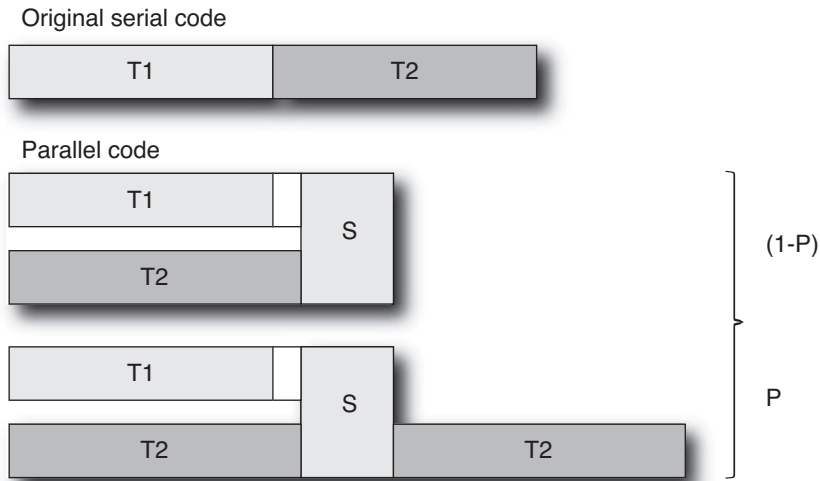 Original serial code
T1 T2
Parallel code
T1
S
(1-P)
T2
T1
S
P
T2 T2